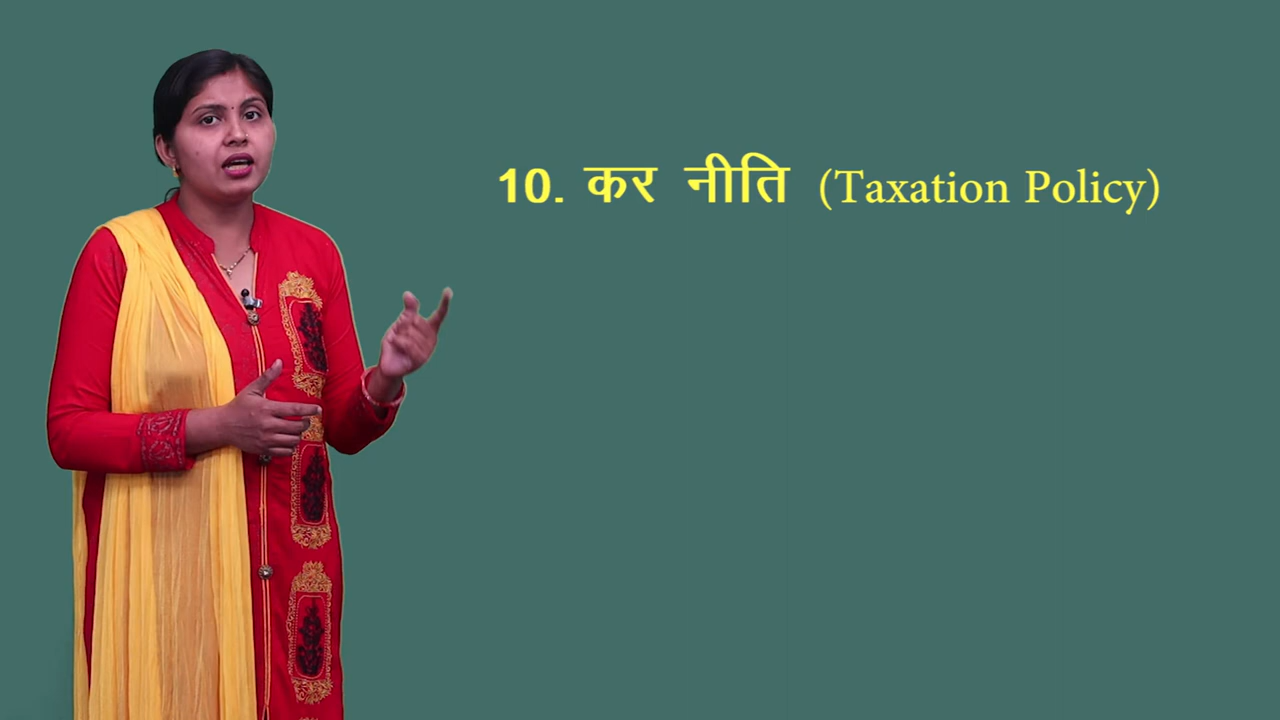 10. कर नीति (Taxation Policy)